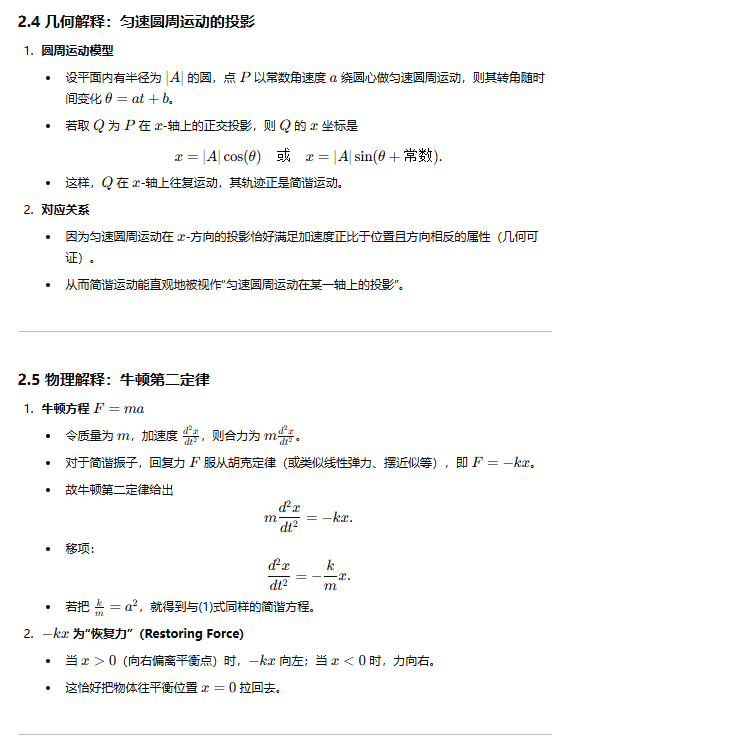 2.4 几何解释：匀速圆周运动的投影
1. 圆周运动模型
• 设平面内有半径为 |A| 的圆，点 P 以常数角速度 a 绕圆心做匀速圆周运动，则其转角随时
间变化 θ = at + b。
• 若取 Q 为 P 在 x-轴上的正交投影，则 Q 的 x 坐标是
x = |A| cos(θ) 或 x = |A| sin(θ + 常数).
• 这样，Q 在 x-轴上往复运动，其轨迹正是简谐运动。
2. 对应关系
• 因为匀速圆周运动在 x-方向的投影恰好满足加速度正比于位置且方向相反的属性（几何可
证）。
• 从而简谐运动能直观地被视作“匀速圆周运动在某一轴上的投影”。
2.5 物理解释：牛顿第二定律
1. 牛顿方程 F = ma
• 令质量为 m，加速度 d²x/dt²，则合力为 m d²x/dt²。
• 对于简谐振子，回复力 F 服从胡克定律（或类似线性弹力、摆近似等），即 F = −kx。
• 故牛顿第二定律给出
m d²x/dt² = −kx.
• 移项：
d²x/dt² = −k/m x.
• 若把 k/m = a²，就得到与(1)式同样的简谐方程。
2. −kx 为“恢复力”（Restoring Force)
• 当 x > 0（向右偏离平衡点）时，−kx 向左；当 x < 0 时，力向右。
• 这恰好把物体往平衡位置 x = 0 拉回去。